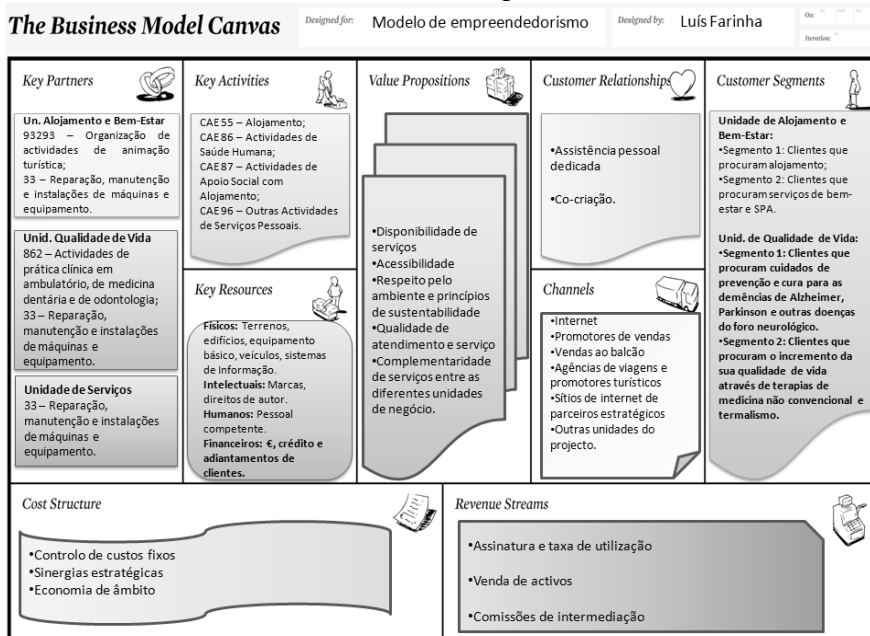 The Business Model Canvas
Designed for:
Modelo de empreendedorismo
Designed by:
Luís Farinha
On:
Iteration:
Key Partners
Un. Alojamento e Bem-Estar
93293 – Organização de
actividades de animação
turística;
33 – Reparação, manutenção
e instalações de máquinas e
equipamento.
Unid. Qualidade de Vida
862 – Actividades de
prática clínica em
ambulatório, de medicina
dentária e de odontologia;
33 – Reparação,
manutenção e instalações
de máquinas e
equipamento.
Unidade de Serviços
33 – Reparação,
manutenção e instalações
de máquinas e
equipamento.
Key Activities
CAE55 – Alojamento;
CAE86 – Actividades de
Saúde Humana;
CAE87 – Actividades de
Apoio Social com
Alojamento;
CAE96 – Outras Actividades
de Serviços Pessoais.
Key Resources
Físicos: Terrenos,
edifícios, equipamento
básico, veículos, sistemas
de Informação.
Intelectuais: Marcas,
direitos de autor.
Humanos: Pessoal
competente.
Financeiros: €, crédito e
adiantamentos de
clientes.
Value Propositions
•Disponibilidade de
serviços
•Acessibilidade
•Respeito pelo
ambiente e princípios
de sustentabilidade
•Qualidade de
atendimento e serviço
•Complementaridade
de serviços entre as
diferentes unidades
de negócio.
Customer Relationships
•Assistência pessoal
dedicada
•Co-criação.
Channels
•Internet
•Promotores de vendas
•Vendas ao balcão
•Agências de viagens e
promotores turísticos
•Sítios de internet de
parceiros estratégicos
•Outras unidades do
projecto.
Customer Segments
Unidade de Alojamento e
Bem-Estar:
•Segmento 1: Clientes que
procuram alojamento;
•Segmento 2: Clientes que
procuram serviços de bem-
estar e SPA.
Unid. de Qualidade de Vida:
•Segmento 1: Clientes que
procuram cuidados de
prevenção e cura para as
demências de Alzheimer,
Parkinson e outras doenças
do foro neurológico.
•Segmento 2: Clientes que
procuram o incremento da
sua qualidade de vida
através de terapias de
medicina não convencional e
termalismo.
Cost Structure
•Controlo de custos fixos
•Sinergias estratégicas
•Economia de âmbito
Revenue Streams
•Assinatura e taxa de utilização
•Venda de activos
•Comissões de intermediação